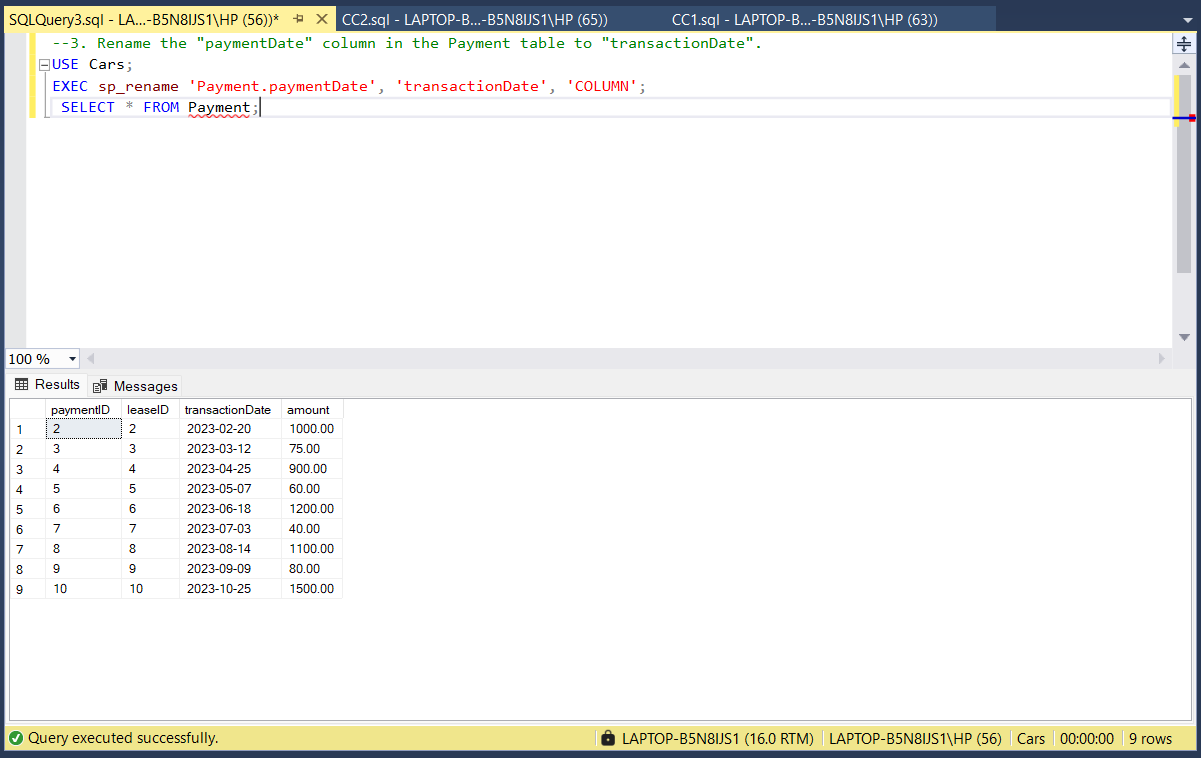 SQLQuery3.sql - LA...-B5N8IJS1\HP (56))* CC2.sql - LAPTOP-B...-B5N8IJS1\HP (65)) CC1.sql - LAPTOP-B...-B5N8IJS1\HP (63))
--3. Rename the "paymentDate" column in the Payment table to "transactionDate".
USE Cars;
EXEC sp_rename 'Payment.paymentDate', 'transactionDate', 'COLUMN';
SELECT * FROM Payment;
100 %
Results Messages
paymentID leaseID transactionDate amount
1 2 2 2023-02-20 1000.00
2 3 3 2023-03-12 75.00
3 4 4 2023-04-25 900.00
4 5 5 2023-05-07 60.00
5 6 6 2023-06-18 1200.00
6 7 7 2023-07-03 40.00
7 8 8 2023-08-14 1100.00
8 9 9 2023-09-09 80.00
9 10 10 2023-10-25 1500.00
Query executed successfully. LAPTOP-B5N8IJS1 (16.0 RTM) LAPTOP-B5N8IJS1\HP (56) Cars 00:00:00 9 rows